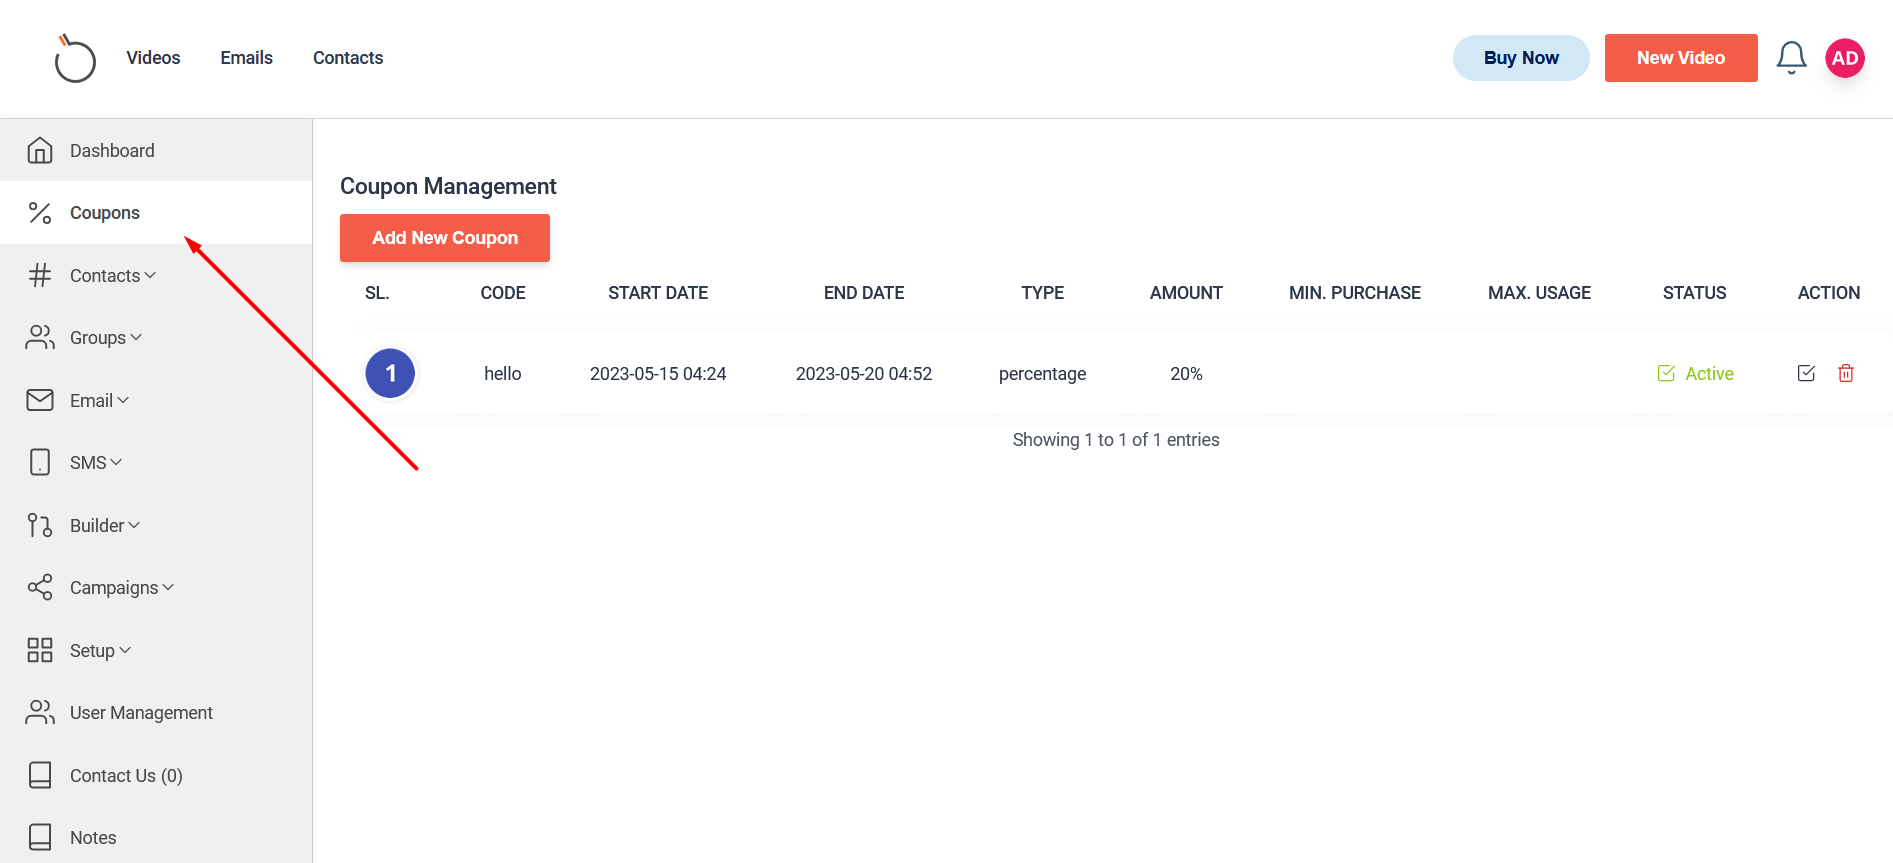 Videos Emails Contacts Buy Now New Video AD
Dashboard
Coupons
Contacts
Groups
Email
SMS
Builder
Campaigns
Setup
User Management
Contact Us (0)
Notes
Coupon Management
Add New Coupon
SL. CODE START DATE END DATE TYPE AMOUNT MIN. PURCHASE MAX. USAGE STATUS ACTION
1 hello 2023-05-15 04:24 2023-05-20 04:52 percentage 20% Active
Showing 1 to 1 of 1 entries